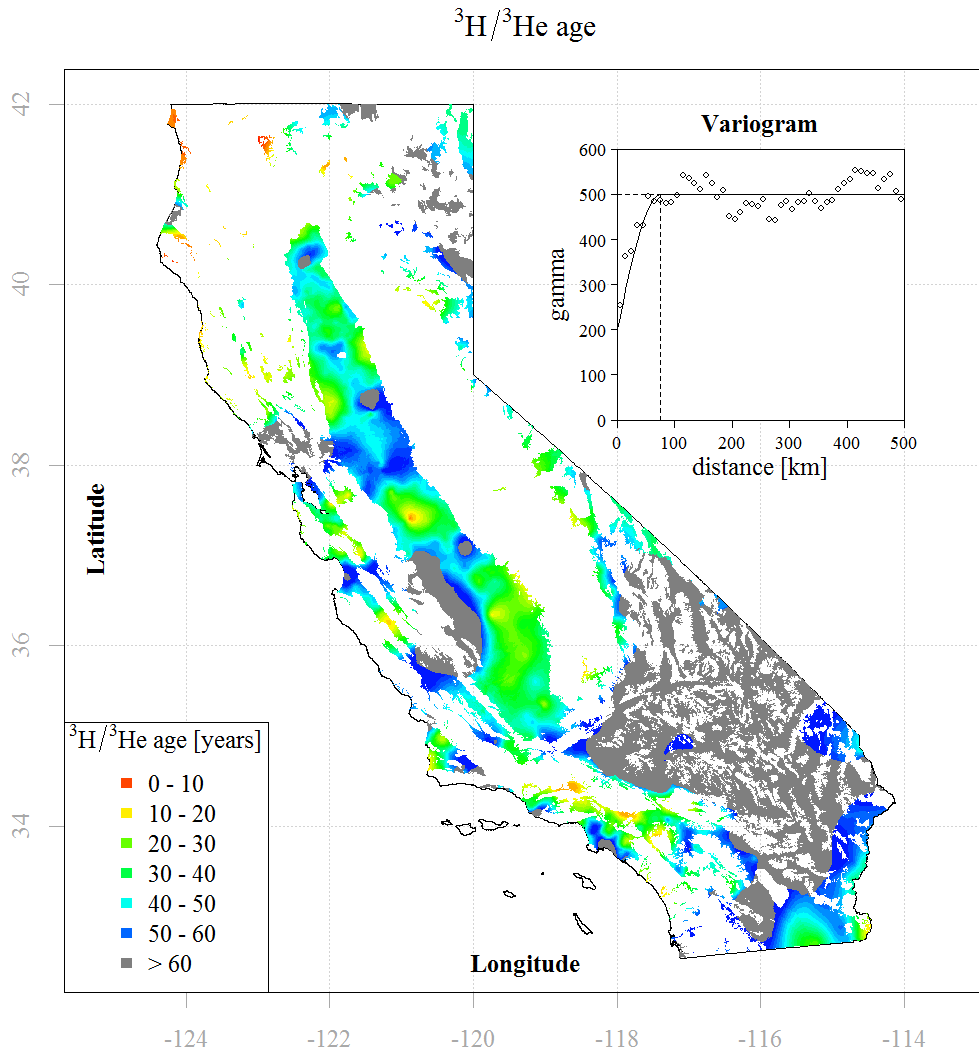 ³H/³He age
Variogram
600
500
400
300
200
100
0
gamma
0 100 200 300 400 500
distance [km]
42
40
38
36
34
Latitude
³H/³He age [years]
0 - 10
10 - 20
20 - 30
30 - 40
40 - 50
50 - 60
> 60
Longitude
-124 -122 -120 -118 -116 -114